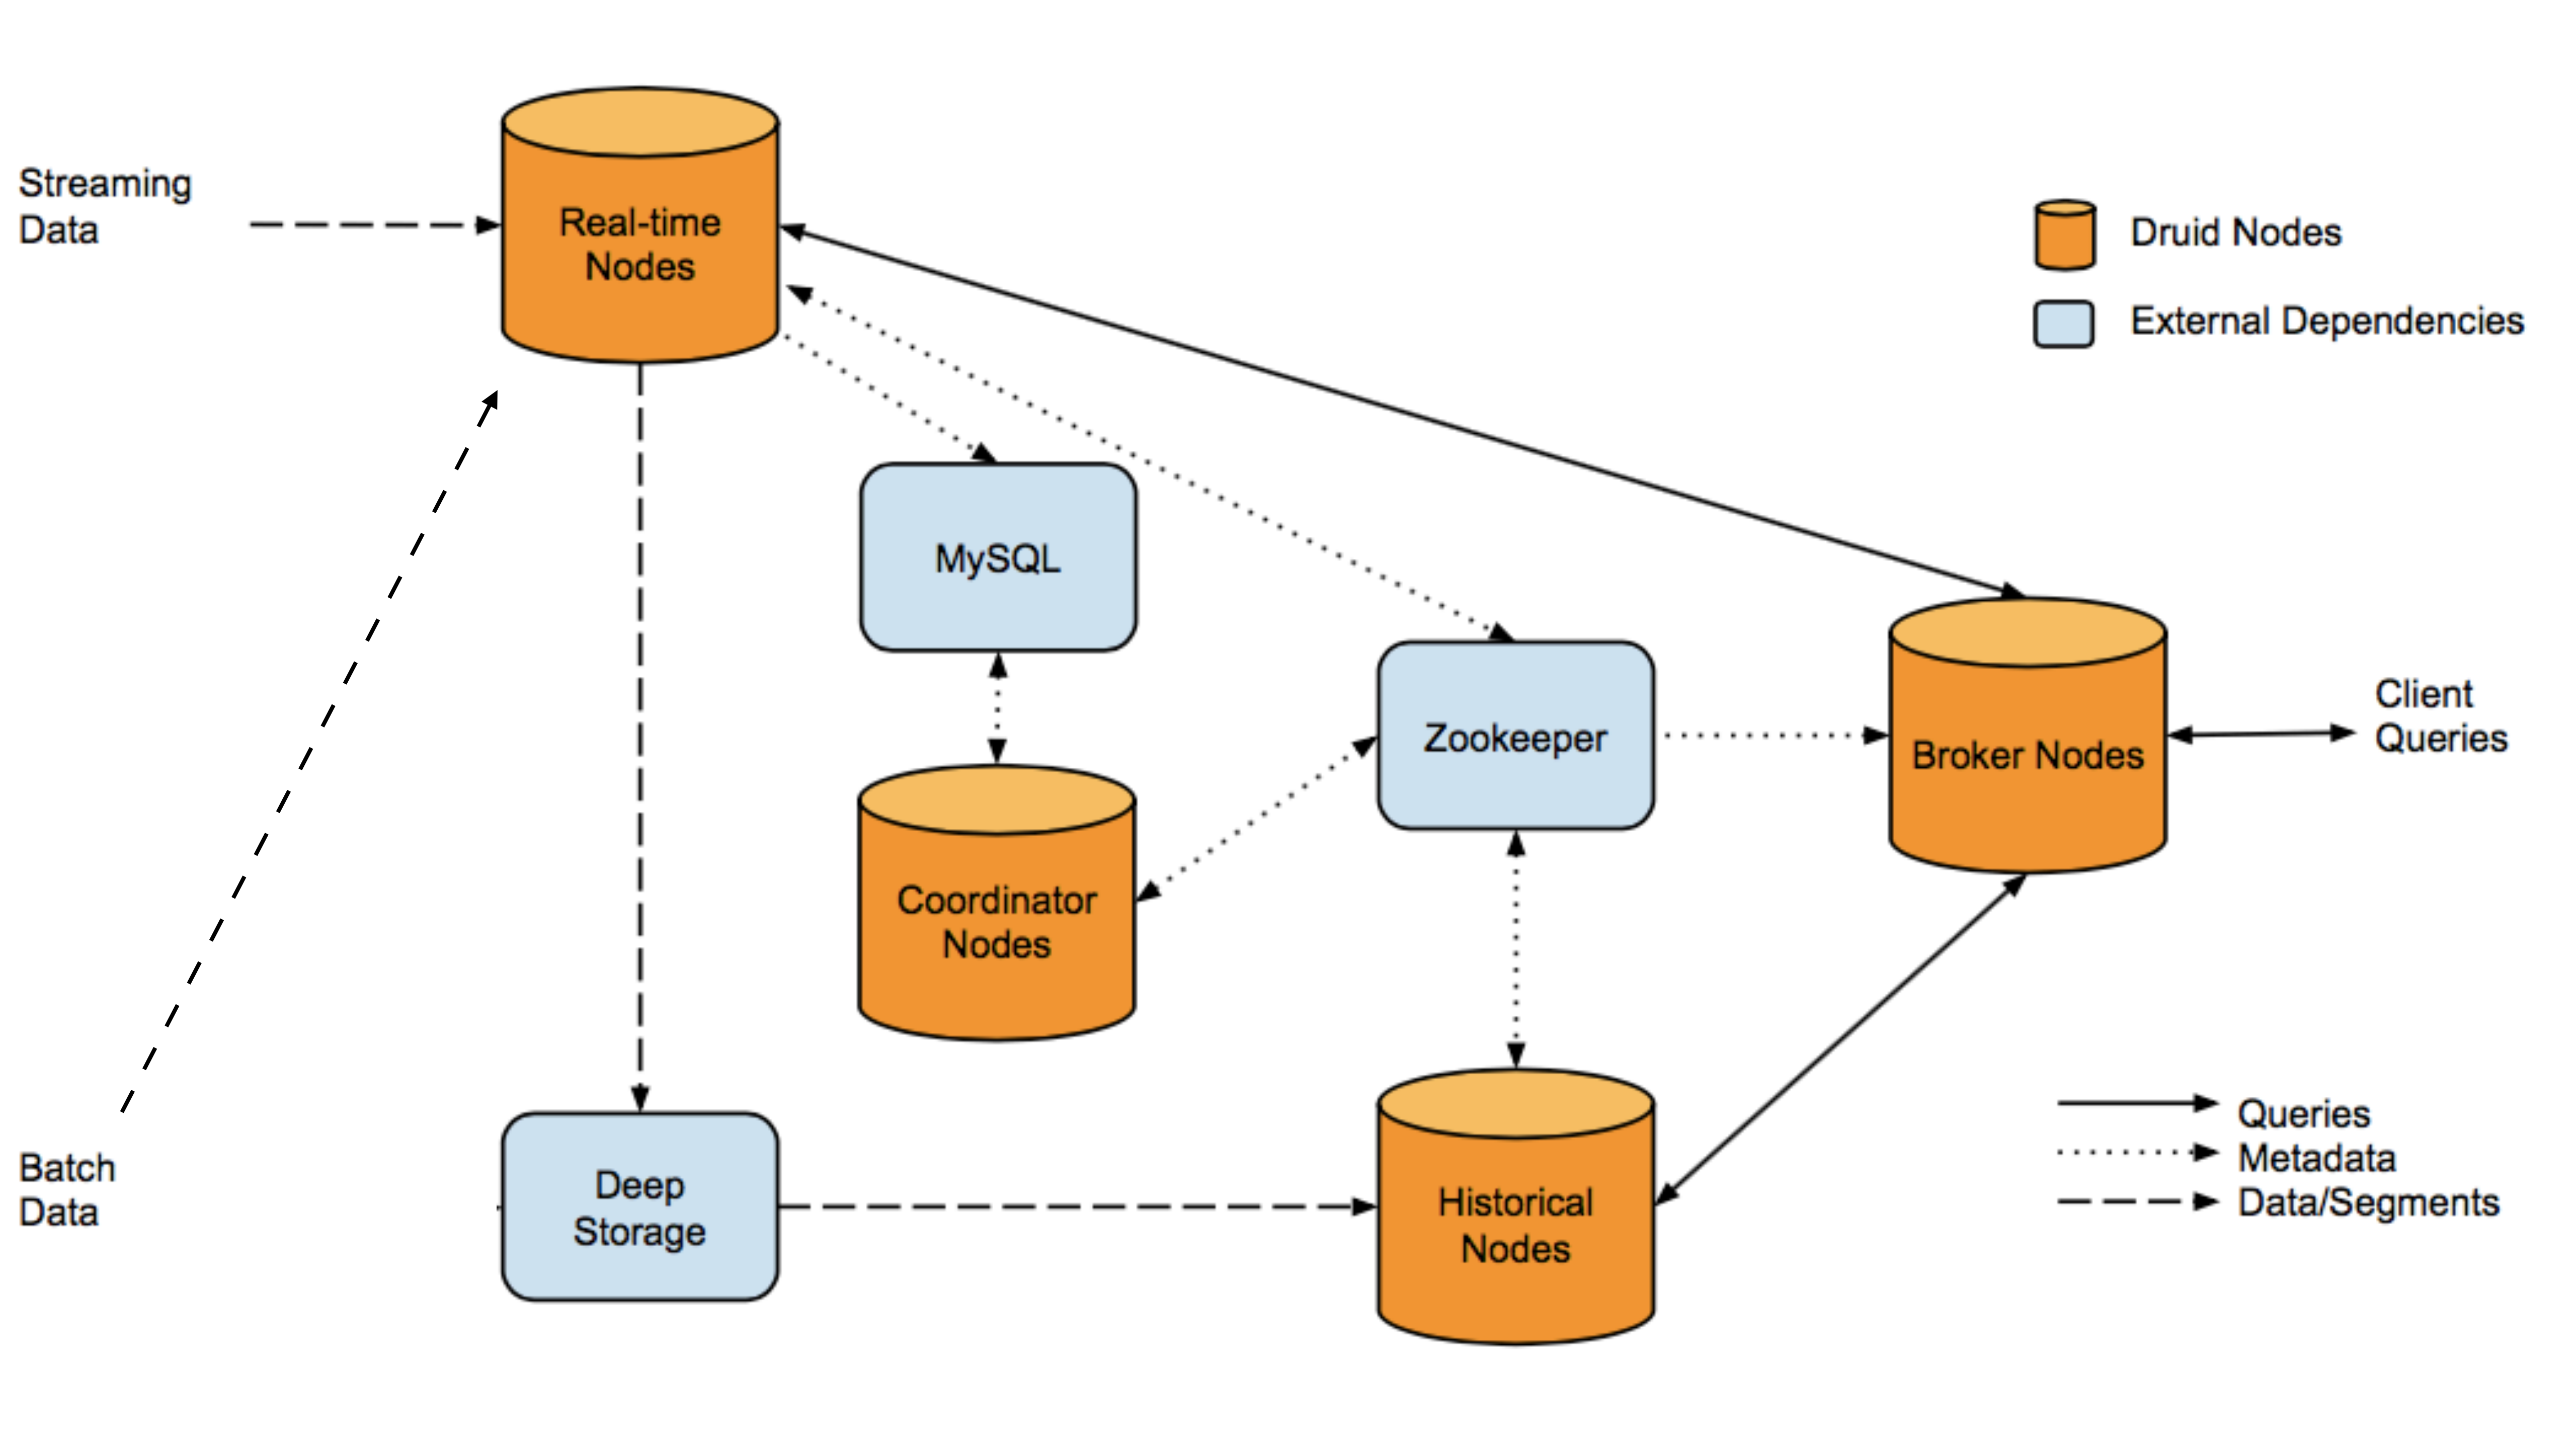 Streaming
Data
Real-time
Nodes
Druid Nodes
External Dependencies
MySQL
Zookeeper
Broker Nodes
Client
Queries
Coordinator
Nodes
Batch
Data
Deep
Storage
Historical
Nodes
Queries
Metadata
Data/Segments